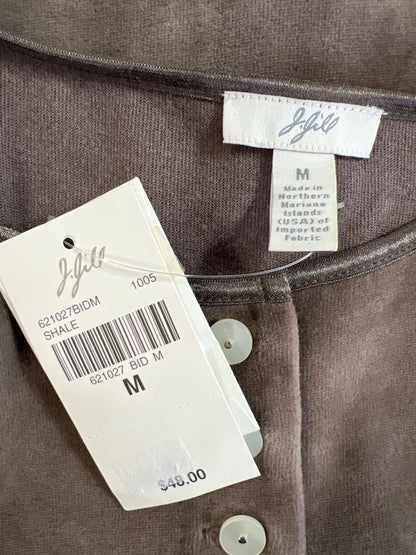 J.Jill
M
Made in
Northern
Mariana
Islands
(USA) of
Imported
Fabric
J.Jill
1005
621027BIDM
SHALE
621027 BID M
M
$48.00